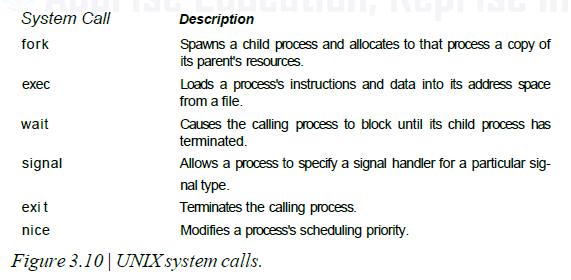 System Call Description
fork Spawns a child process and allocates to that process a copy of
its parent's resources.
exec Loads a process's instructions and data into its address space
from a file.
wait Causes the calling process to block until its child process has
terminated.
signal Allows a process to specify a signal handler for a particular sig-
nal type.
exit Terminates the calling process.
nice Modifies a process's scheduling priority.
Figure 3.10 | UNIX system calls.